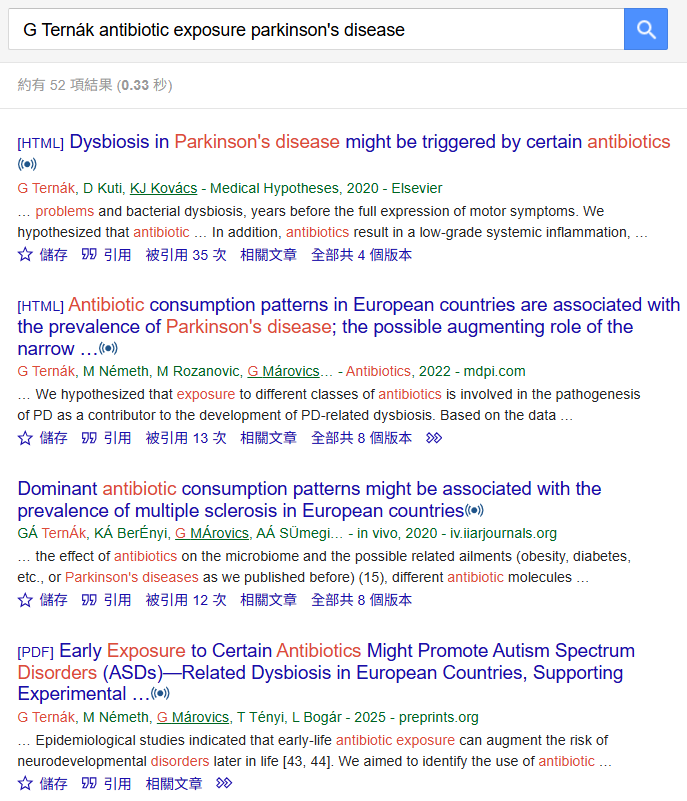 G Ternák antibiotic exposure parkinson's disease
約有 52 項結果 (0.33 秒)
[HTML] Dysbiosis in Parkinson's disease might be triggered by certain antibiotics
G Ternák, D Kuti, KJ Kovács - Medical Hypotheses, 2020 - Elsevier
… problems and bacterial dysbiosis, years before the full expression of motor symptoms. We
hypothesized that antibiotic … In addition, antibiotics result in a low-grade systemic inflammation, …
儲存 引用 被引用 35 次 相關文章 全部共 4 個版本
[HTML] Antibiotic consumption patterns in European countries are associated with
the prevalence of Parkinson's disease; the possible augmenting role of the
narrow …
G Ternák, M Németh, M Rozanovic, G Márovics… - Antibiotics, 2022 - mdpi.com
… We hypothesized that exposure to different classes of antibiotics is involved in the pathogenesis
of PD as a contributor to the development of PD-related dysbiosis. Based on the data …
儲存 引用 被引用 13 次 相關文章 全部共 8 個版本
Dominant antibiotic consumption patterns might be associated with the
prevalence of multiple sclerosis in European countries
GÁ TernÁk, KÁ BerÉnyi, G MÁrovics, AÁ SÜmegi… - in vivo, 2020 - iv.iiarjournals.org
… the effect of antibiotics on the microbiome and the possible related ailments (obesity, diabetes,
etc., or Parkinson's diseases as we published before) (15), different antibiotic molecules …
儲存 引用 被引用 12 次 相關文章 全部共 8 個版本
[PDF] Early Exposure to Certain Antibiotics Might Promote Autism Spectrum
Disorders (ASDs)—Related Dysbiosis in European Countries, Supporting
Experimental …
G Ternák, M Németh, G Márovics, T Tényi, L Bogár - 2025 - preprints.org
… Epidemiological studies indicated that early-life antibiotic exposure can augment the risk of
neurodevelopmental disorders later in life [43, 44]. We aimed to identify the use of antibiotic …
儲存 引用 相關文章